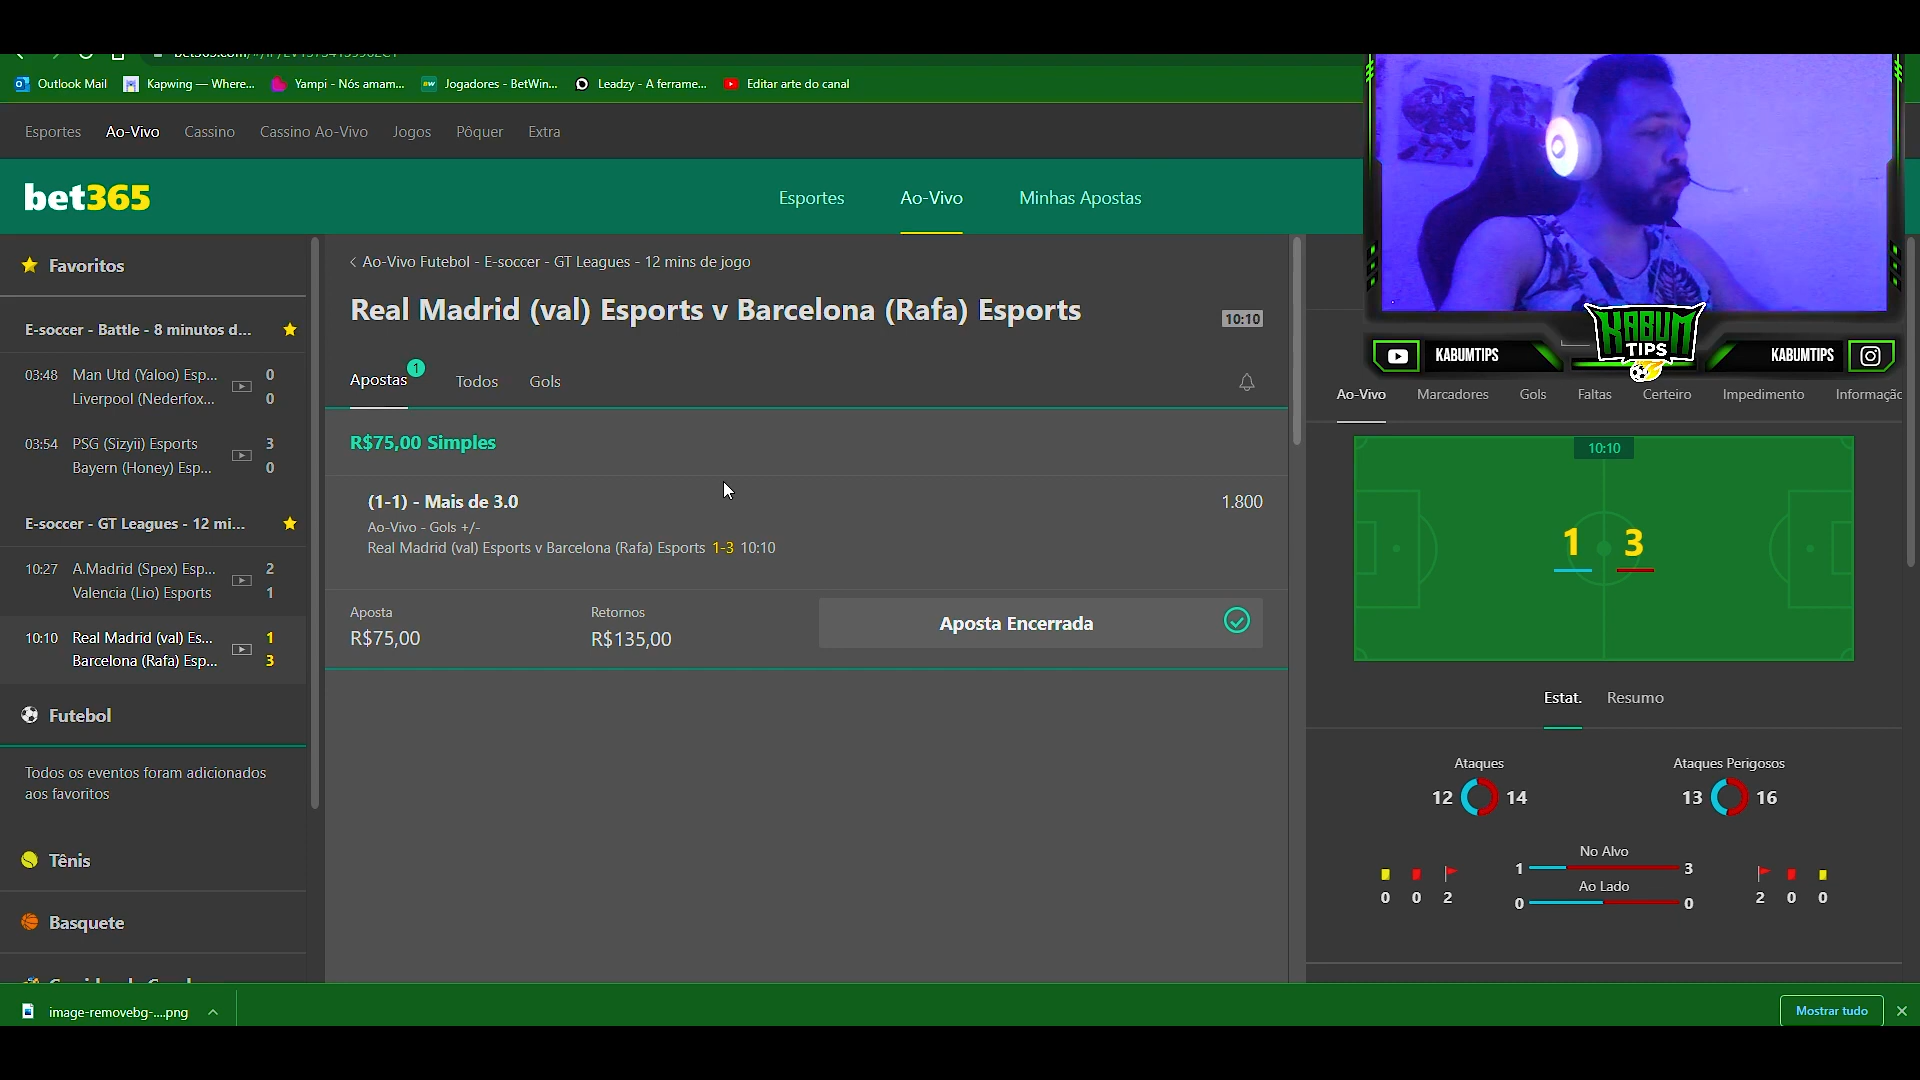 Outlook Mail
Kapwing — Where...
Yampi - Nós amam...
Jogadores - BetWin...
Leadzy - A ferrame...
Editar arte do canal
Esportes
Ao-Vivo
Cassino
Cassino Ao-Vivo
Jogos
Pôquer
Extra
bet365
Esportes
Ao-Vivo
Minhas Apostas
Favoritos
E-soccer - Battle - 8 minutos d...
03:48 Man Utd (Yaloo) Esp... 0
Liverpool (Nederfox... 0
03:54 PSG (Sizyii) Esports 3
Bayern (Honey) Esp... 0
E-soccer - GT Leagues - 12 mi...
10:27 A.Madrid (Spex) Esp... 2
Valencia (Lio) Esports 1
10:10 Real Madrid (val) Es... 1
Barcelona (Rafa) Esp... 3
Futebol
Todos os eventos foram adicionados
aos favoritos
Tênis
Basquete
< Ao-Vivo Futebol - E-soccer - GT Leagues - 12 mins de jogo
Real Madrid (val) Esports v Barcelona (Rafa) Esports
10:10
Apostas 1
Todos
Gols
R$75,00 Simples
(1-1) - Mais de 3.0 1.800
Ao-Vivo - Gols +/-
Real Madrid (val) Esports v Barcelona (Rafa) Esports 1-3 10:10
Aposta
R$75,00
Retornos
R$135,00
Aposta Encerrada
KABUMTIPS
KABUM
TIPS
KABUMTIPS
Ao-Vivo
Marcadores
Gols
Faltas
Certeiro
Impedimento
Informaçã
10:10
1 3
Estat.
Resumo
Ataques
12 14
Ataques Perigosos
13 16
No Alvo
1 3
Ao Lado
0 0
0 0 2
2 0 0
image-removebg-....png
Mostrar tudo